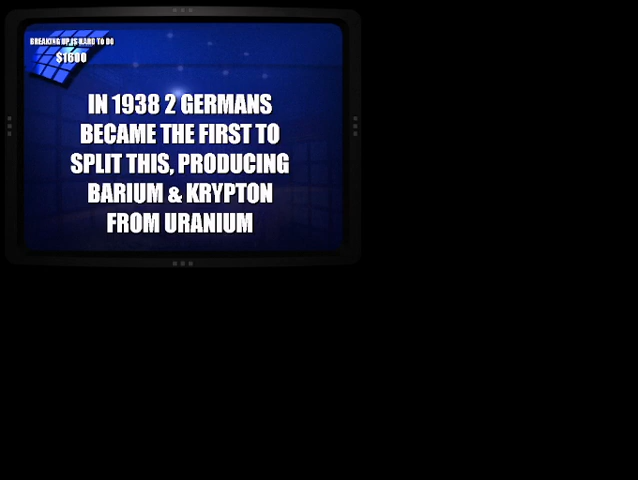 BREAKING UP IS HARD TO DO
$1600
IN 1938 2 GERMANS
BECAME THE FIRST TO
SPLIT THIS, PRODUCING
BARIUM & KRYPTON
FROM URANIUM